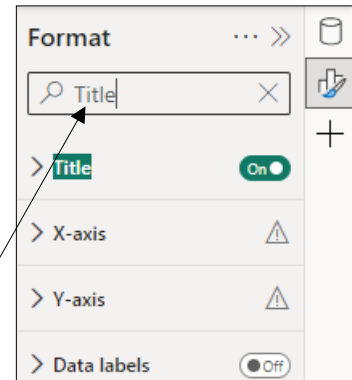 Format
Title
Title
On
X-axis
Y-axis
Data labels
Off